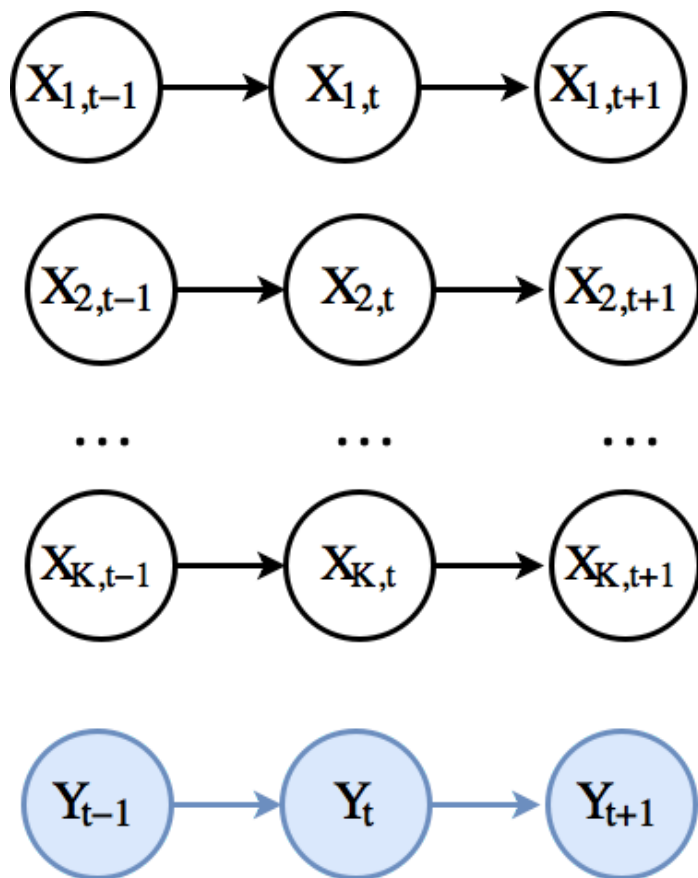 X1,t−1 X1,t X1,t+1
X2,t−1 X2,t X2,t+1
... ... ...
XK,t−1 XK,t XK,t+1
Yt−1 Yt Yt+1